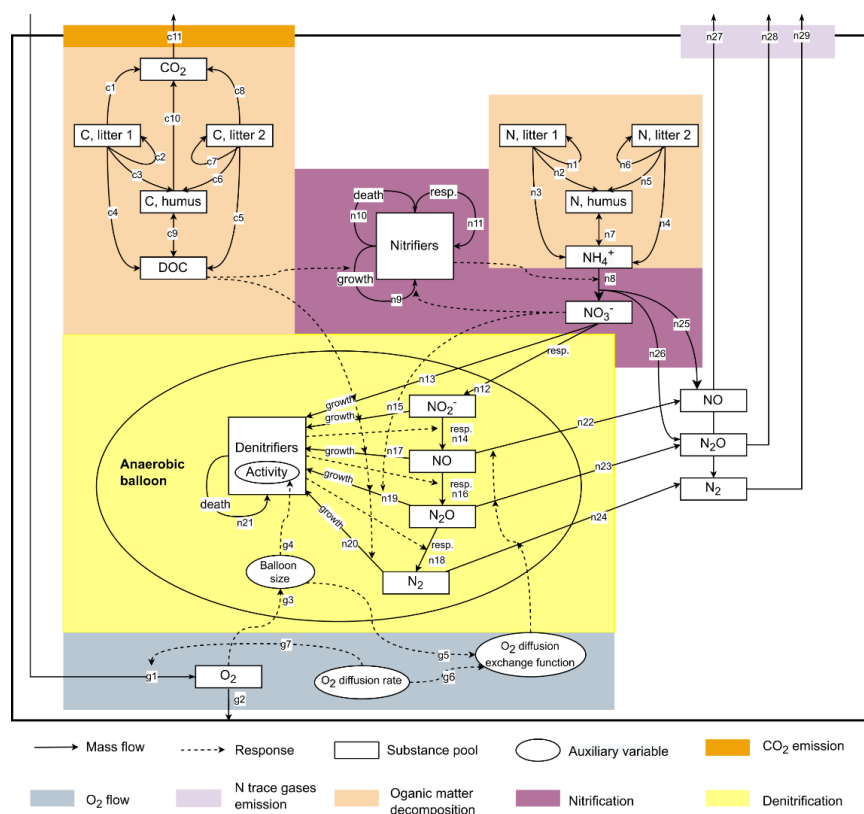 n27
n28
n29
c11
CO2
c1
c8
c10
C, litter 1
C, litter 2
c2
c7
c3
c6
C, humus
c4
c5
c9
DOC
N, litter 1
N, litter 2
n1
n6
n2
n5
n3
n4
N, humus
n7
NH4+
n8
death
resp.
n10
n11
Nitrifiers
growth
n9
NO3-
n25
n26
resp.
n13
n12
growth
n15
NO2-
growth
resp.
n14
n22
NO
Denitrifiers
n17
growth
NO
N2O
Anaerobic
balloon
Activity
growth
resp.
n16
n23
N2
n19
death
N2O
n24
n21
growth
n20
resp.
n18
g4
Balloon
size
N2
g3
g7
g5
O2 diffusion
exchange function
g1
O2
O2 diffusion rate
g6
g2
Mass flow
Response
Substance pool
Auxiliary variable
CO2 emission
O2 flow
N trace gases
emission
Oganic matter
decomposition
Nitrification
Denitrification